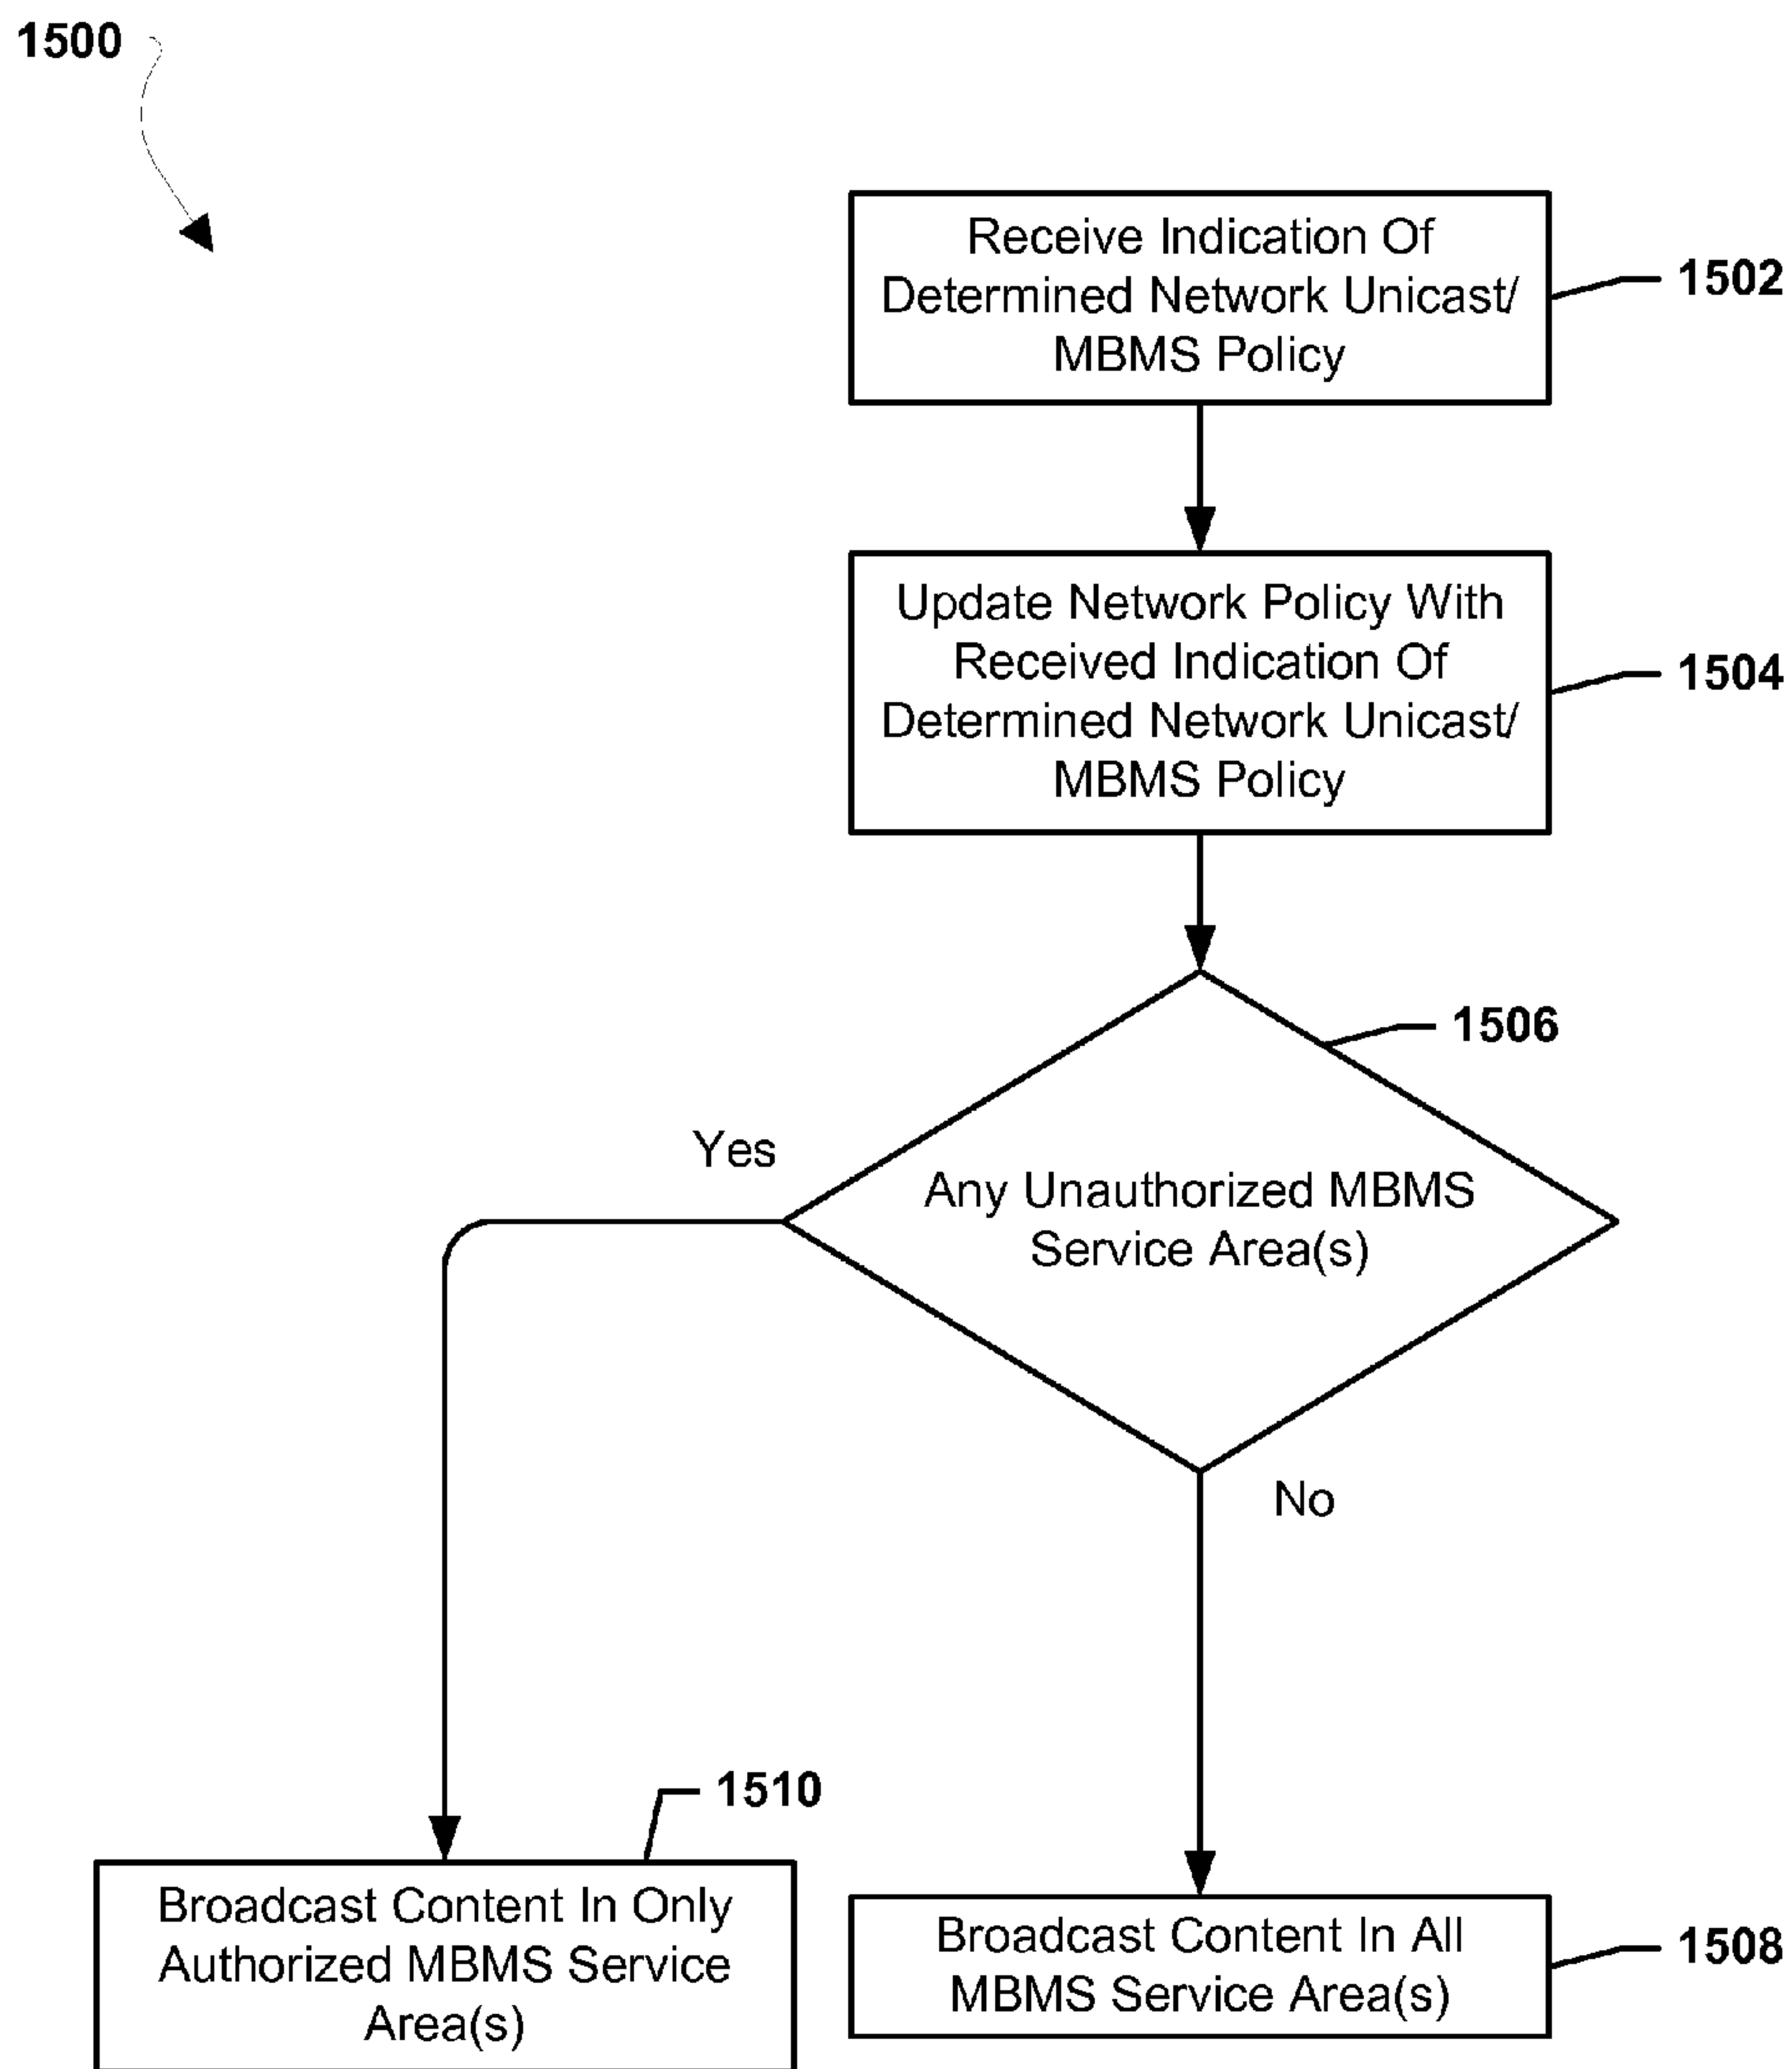 1500
Receive Indication Of
Determined Network Unicast/
MBMS Policy
1502
Update Network Policy With
Received Indication Of
Determined Network Unicast/
MBMS Policy
1504
1506
Yes
Any Unauthorized MBMS
Service Area(s)
No
1510
Broadcast Content In Only
Authorized MBMS Service
Area(s)
Broadcast Content In All
MBMS Service Area(s)
1508